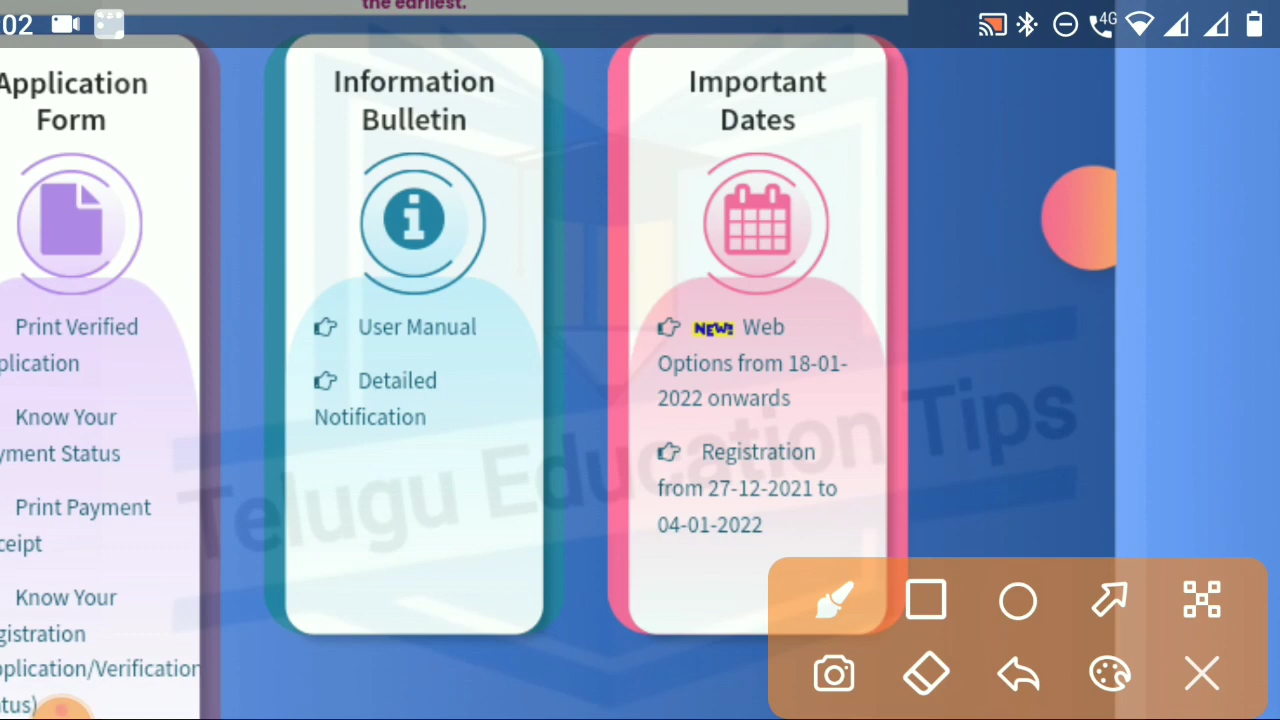 the earliest.
02
4G
Application
Form
Print Verified
plication
Know Your
yment Status
Print Payment
ceipt
Know Your
gistration
pplication/Verification
atus)
Information
Bulletin
User Manual
Detailed
Notification
Important
Dates
NEW! Web
Options from 18-01-
2022 onwards
Registration
from 27-12-2021 to
04-01-2022
Telugu Education Tips